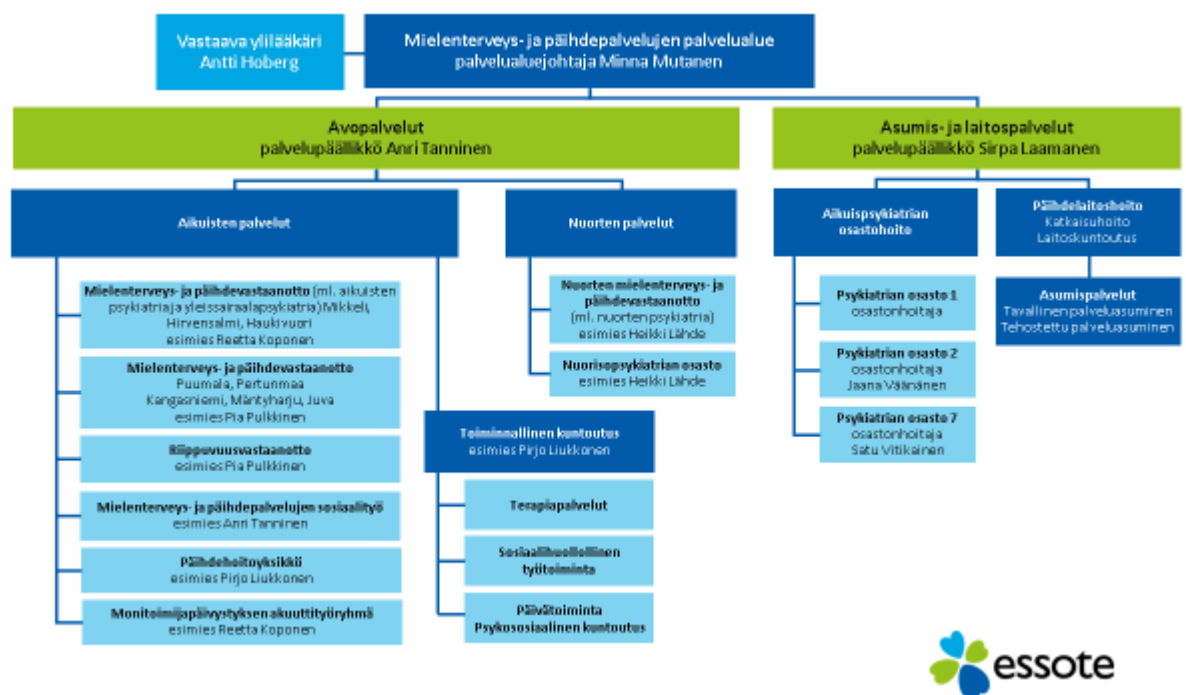 Vastaava ylilääkäri
Antti Hoberg
Mielenterveys- ja päihdepalvelujen palvelualue
palvelualuejohtaja Minna Mutanen
Avopalvelut
palvelupäällikkö Anri Tanninen
Asumis- ja laitospalvelut
palvelupäällikkö Sirpa Laamanen
Aikuisten palvelut
Nuorten palvelut
Aikuispsykiatrian
osastohoito
Päihdelaitoshoito
Katkaisuhoito
Laitoskuntoutus
Mielenterveys- ja päihdevastaanotto (ml. aikuisten
psykiatria ja yleissairaalapsykiatria) Mikkeli,
Hirvensalmi, Haukivuori
esimies Reetta Koponen
Mielenterveys- ja päihdevastaanotto
Puumala, Pertunmaa
Kangasniemi, Mäntyharju, Juva
esimies Pia Pulkkinen
Riippuvuusvastaanotto
esimies Pia Pulkkinen
Mielenterveys- ja päihdepalvelujen sosiaalityö
esimies Anri Tanninen
Päihdehoitoyksikkö
esimies Pirjo Liukkonen
Monitoimijapäivystyksen akuuttityöryhmä
esimies Reetta Koponen
Nuorten mielenterveys- ja
päihdevastaanotto
(ml. nuorten psykiatria)
esimies Heikki Lähde
Nuorisopsykiatrian osasto
esimies Heikki Lähde
Toiminnallinen kuntoutus
esimies Pirjo Liukkonen
Terapiapalvelut
Sosiaalihuollollinen
työtoiminta
Päivätoiminta
Psykososiaalinen kuntoutus
Psykiatrian osasto 1
osastonhoitaja
Psykiatrian osasto 2
osastonhoitaja
Jaana Väänänen
Psykiatrian osasto 7
osastonhoitaja
Satu Vitikainen
Asumispalvelut
Tavallinen palveluasuminen
Tehostettu palveluasuminen
essote